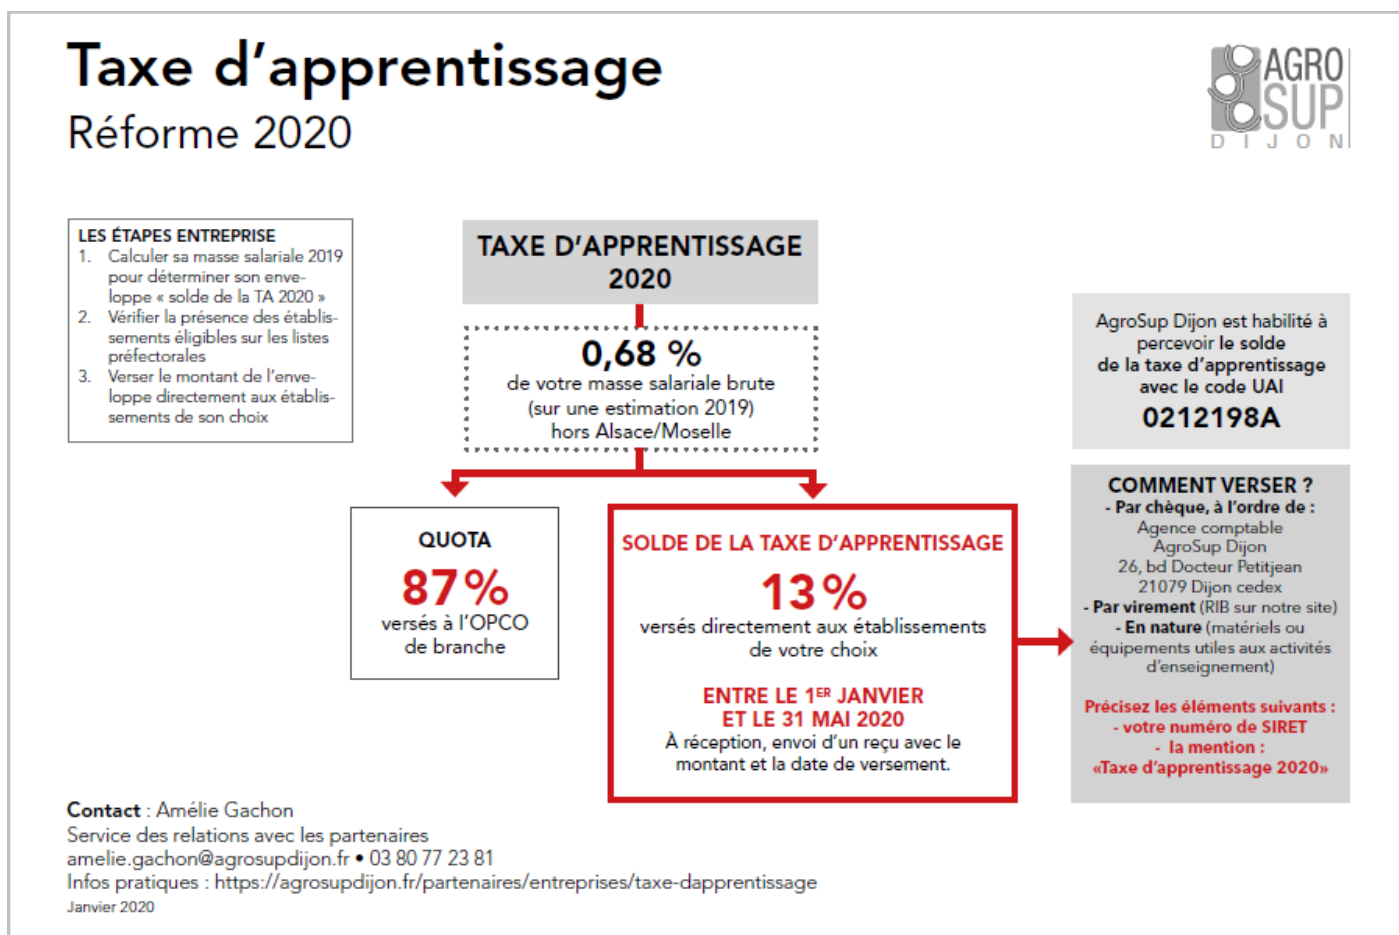 Taxe d’apprentissage
Réforme 2020
AGRO
SUP
DIJON
LES ÉTAPES ENTREPRISE
1. Calculer sa masse salariale 2019
pour déterminer son enve-
loppe « solde de la TA 2020 »
2. Vérifier la présence des établis-
sements éligibles sur les listes
préfectorales
3. Verser le montant de l’enve-
loppe directement aux établis-
sements de son choix
TAXE D’APPRENTISSAGE
2020
0,68 %
de votre masse salariale brute
(sur une estimation 2019)
hors Alsace/Moselle
QUOTA
87%
versés à l’OPCO
de branche
SOLDE DE LA TAXE D’APPRENTISSAGE
13%
versés directement aux établissements
de votre choix
ENTRE LE 1ER JANVIER
ET LE 31 MAI 2020
À réception, envoi d’un reçu avec le
montant et la date de versement.
AgroSup Dijon est habilité à
percevoir le solde
de la taxe d’apprentissage
avec le code UAI
0212198A
COMMENT VERSER ?
- Par chèque, à l’ordre de :
Agence comptable
AgroSup Dijon
26, bd Docteur Petitjean
21079 Dijon cedex
- Par virement (RIB sur notre site)
- En nature (matériels ou
équipements utiles aux activités
d’enseignement)
Précisez les éléments suivants :
- votre numéro de SIRET
- la mention :
«Taxe d’apprentissage 2020»
Contact : Amélie Gachon
Service des relations avec les partenaires
amelie.gachon@agrosupdijon.fr • 03 80 77 23 81
Infos pratiques : https://agrosupdijon.fr/partenaires/entreprises/taxe-dapprentissage
Janvier 2020